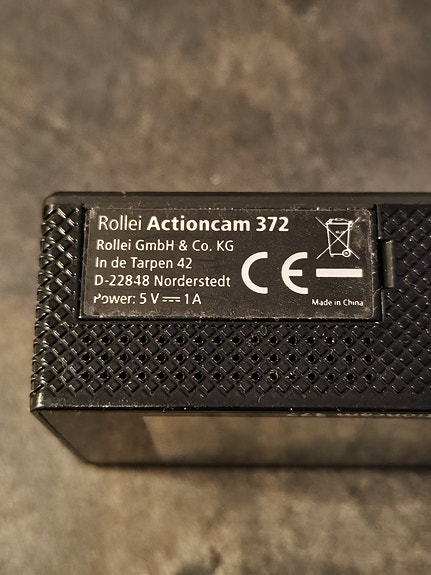 Rollei Actioncam 372
Rollei GmbH & Co. KG
In de Tarpen 42
D-22848 Norderstedt
Power: 5 V ⎓ 1 A
CE
Made in China